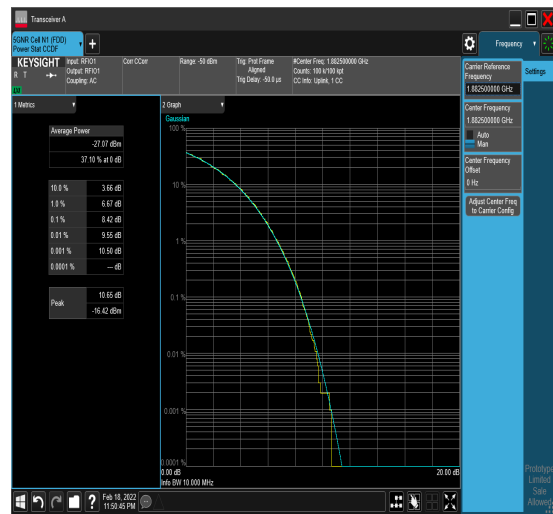 Transceiver A
5GNR Cell N1 (FDD)
Power Stat CCDF
Frequency
KEYSIGHT
R T
LXI
Input: RFIO1
Output: RFIO1
Coupling: AC
Corr CCorr
Range: -50 dBm
Trig: Prot Frame
Aligned
Trig Delay: -50.0 µs
#Center Freq: 1.882500000 GHz
Counts: 100 k/100 kpt
CC Info: Uplink, 1 CC
1 Metrics
Average Power
-27.07 dBm
37.10 % at 0 dB
10.0 % 3.66 dB
1.0 % 6.67 dB
0.1 % 8.42 dB
0.01 % 9.55 dB
0.001 % 10.50 dB
0.0001 % --- dB
Peak 10.65 dB
-16.42 dBm
2 Graph
Gaussian
100 %
10 %
1 %
0.1 %
0.01 %
0.001 %
0.0001 %
0.00 dB 20.00 dB
Info BW 10.000 MHz
Carrier Reference
Frequency
1.882500000 GHz
Settings
Center Frequency
1.882500000 GHz
Auto
Man
Center Frequency
Offset
0 Hz
Adjust Center Freq
to Carrier Config
Prototype
Limited
Sale
Allowed
Feb 18, 2022
11:50:45 PM